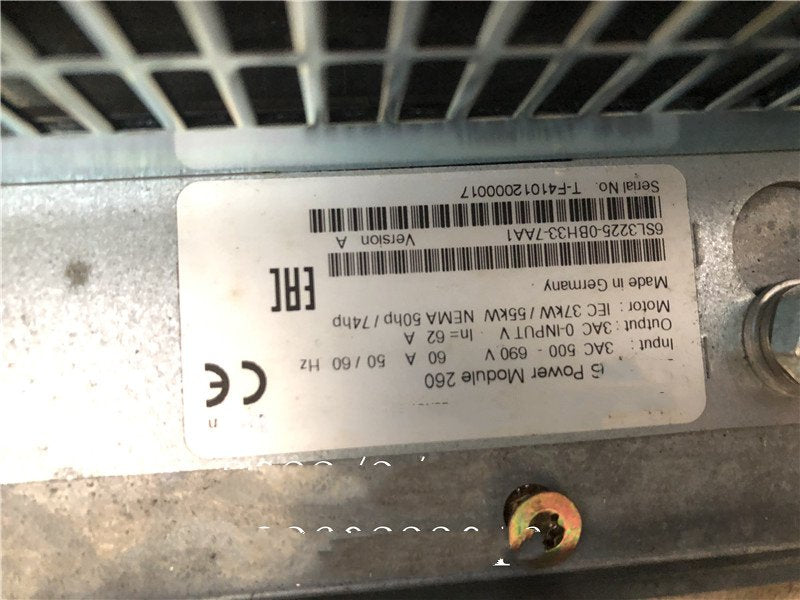 G Power Module 260
Input : 3AC 500 - 690 V 60 A 50 / 60 Hz
Output : 3AC 0-INPUT V In= 62 A
Motor : IEC 37kW / 55kW NEMA 50hp / 74hp
Made in Germany
CE
EAC
6SL3225-0BH33-7AA1 Version A
Serial No. T-F41012000017